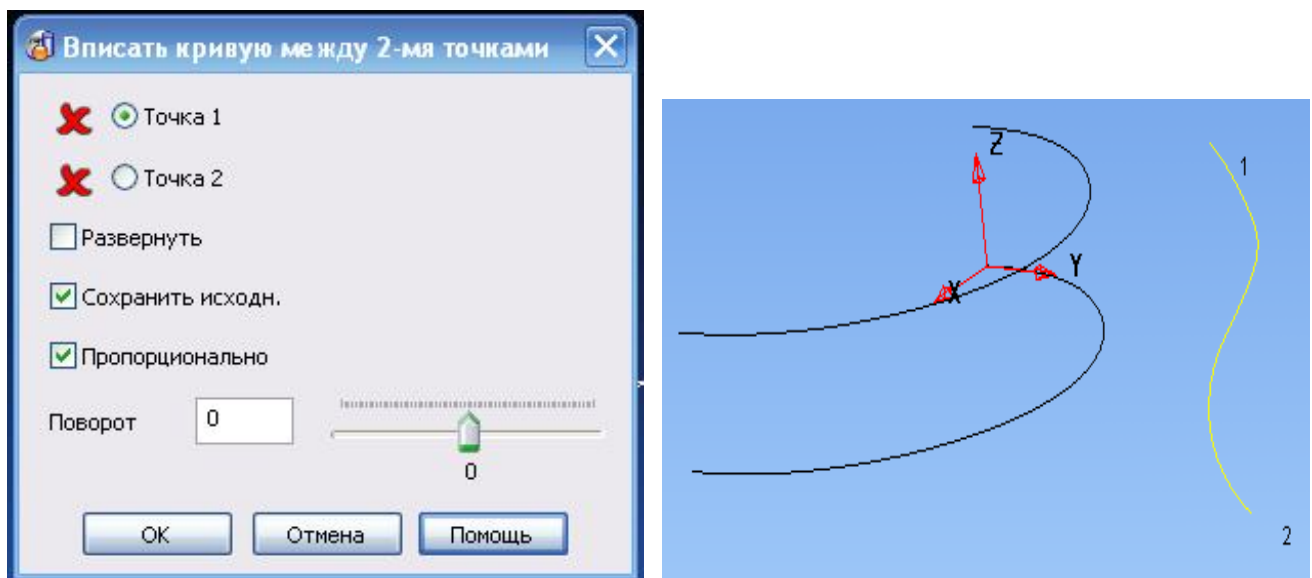 Вписать кривую между 2-мя точками
Точка 1
Точка 2
Развернуть
Сохранить исходн.
Пропорционально
Поворот 0
0
ОК Отмена Помощь
Z
1
Y
X
2